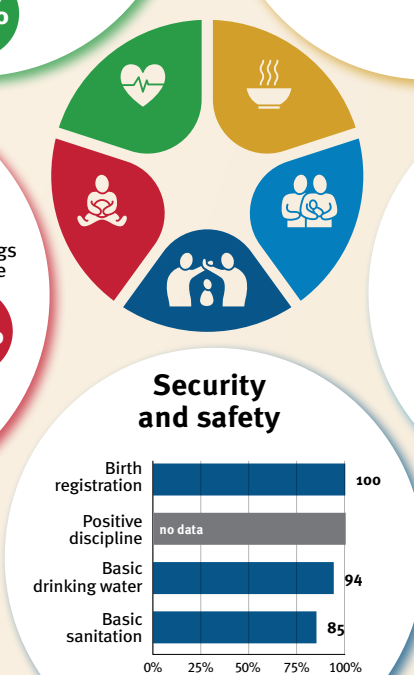 Security
and safety
Birth
registration
100
Positive
discipline
no data
Basic
drinking water
94
Basic
sanitation
85
0% 25% 50% 75% 100%